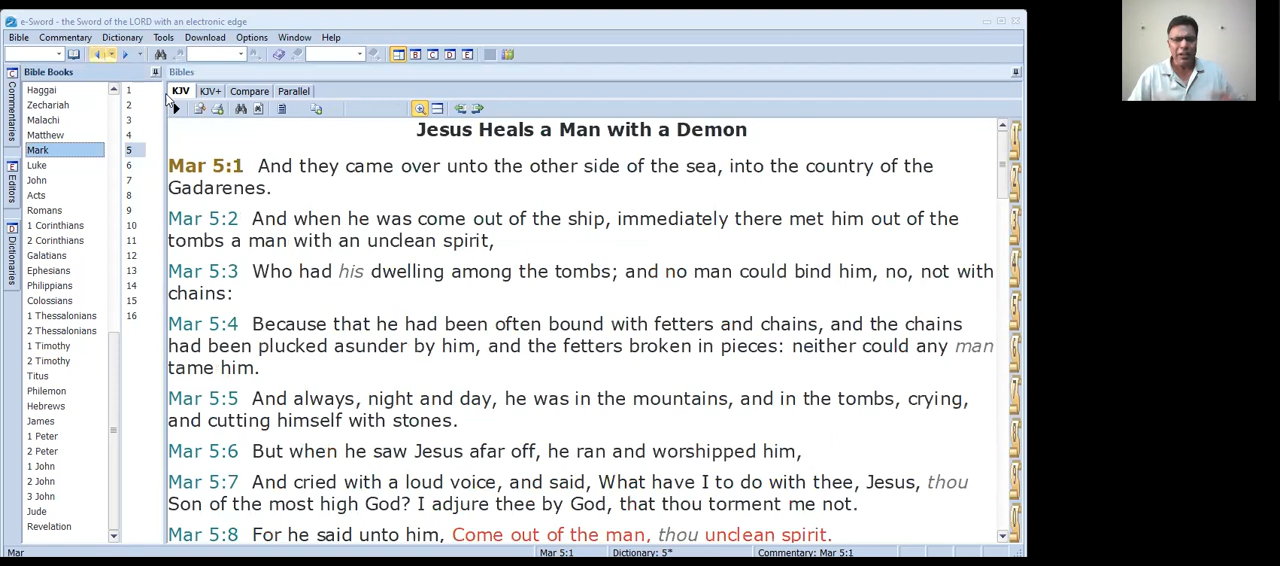 e-Sword - the Sword of the LORD with an electronic edge
Bible Commentary Dictionary Tools Download Options Window Help
B C D E
Bible Books
Bibles
C Commentaries
E Editors
D Dictionaries
Haggai
Zechariah
Malachi
Matthew
Mark
Luke
John
Acts
Romans
1 Corinthians
2 Corinthians
Galatians
Ephesians
Philippians
Colossians
1 Thessalonians
2 Thessalonians
1 Timothy
2 Timothy
Titus
Philemon
Hebrews
James
1 Peter
2 Peter
1 John
2 John
3 John
Jude
Revelation
1
2
3
4
5
6
7
8
9
10
11
12
13
14
15
16
KJV KJV+ Compare Parallel
Jesus Heals a Man with a Demon
Mar 5:1 And they came over unto the other side of the sea, into the country of the
Gadarenes.
Mar 5:2 And when he was come out of the ship, immediately there met him out of the
tombs a man with an unclean spirit,
Mar 5:3 Who had his dwelling among the tombs; and no man could bind him, no, not with
chains:
Mar 5:4 Because that he had been often bound with fetters and chains, and the chains
had been plucked asunder by him, and the fetters broken in pieces: neither could any man
tame him.
Mar 5:5 And always, night and day, he was in the mountains, and in the tombs, crying,
and cutting himself with stones.
Mar 5:6 But when he saw Jesus afar off, he ran and worshipped him,
Mar 5:7 And cried with a loud voice, and said, What have I to do with thee, Jesus, thou
Son of the most high God? I adjure thee by God, that thou torment me not.
Mar 5:8 For he said unto him, Come out of the man, thou unclean spirit.
Mar
Mar 5:1
Dictionary: 5*
Commentary: Mar 5:1